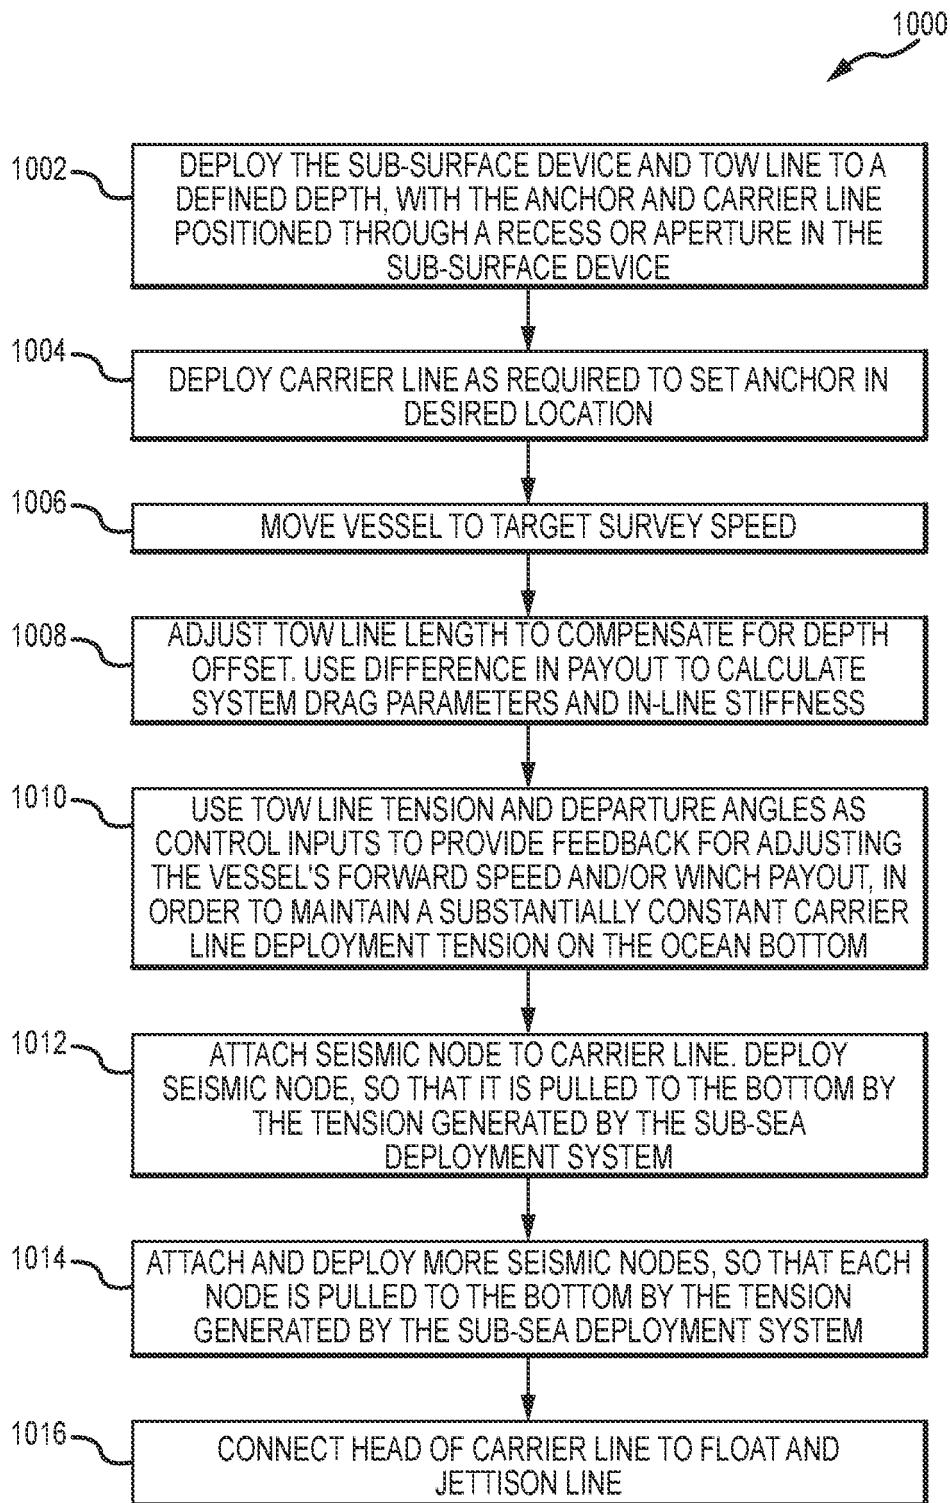 1000
1002
DEPLOY THE SUB-SURFACE DEVICE AND TOW LINE TO A
DEFINED DEPTH, WITH THE ANCHOR AND CARRIER LINE
POSITIONED THROUGH A RECESS OR APERTURE IN THE
SUB-SURFACE DEVICE
1004
DEPLOY CARRIER LINE AS REQUIRED TO SET ANCHOR IN
DESIRED LOCATION
1006
MOVE VESSEL TO TARGET SURVEY SPEED
1008
ADJUST TOW LINE LENGTH TO COMPENSATE FOR DEPTH
OFFSET. USE DIFFERENCE IN PAYOUT TO CALCULATE
SYSTEM DRAG PARAMETERS AND IN-LINE STIFFNESS
1010
USE TOW LINE TENSION AND DEPARTURE ANGLES AS
CONTROL INPUTS TO PROVIDE FEEDBACK FOR ADJUSTING
THE VESSEL'S FORWARD SPEED AND/OR WINCH PAYOUT, IN
ORDER TO MAINTAIN A SUBSTANTIALLY CONSTANT CARRIER
LINE DEPLOYMENT TENSION ON THE OCEAN BOTTOM
1012
ATTACH SEISMIC NODE TO CARRIER LINE. DEPLOY
SEISMIC NODE, SO THAT IT IS PULLED TO THE BOTTOM BY
THE TENSION GENERATED BY THE SUB-SEA
DEPLOYMENT SYSTEM
1014
ATTACH AND DEPLOY MORE SEISMIC NODES, SO THAT EACH
NODE IS PULLED TO THE BOTTOM BY THE TENSION
GENERATED BY THE SUB-SEA DEPLOYMENT SYSTEM
1016
CONNECT HEAD OF CARRIER LINE TO FLOAT AND
JETTISON LINE